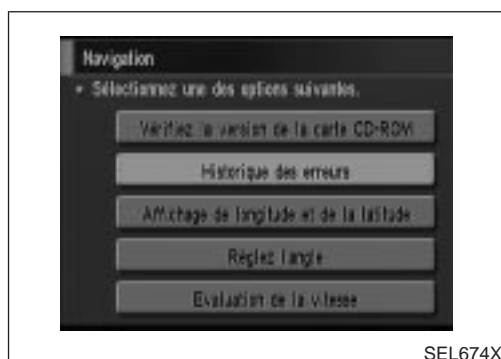 Navigation
• Sélectionnez une des options suivantes.
Vérifiez la version de la carte CD-ROM
Historique des erreurs
Affichage de longitude et de la latitude
Réglez l'angle
Evaluation de la vitesse
SEL674X